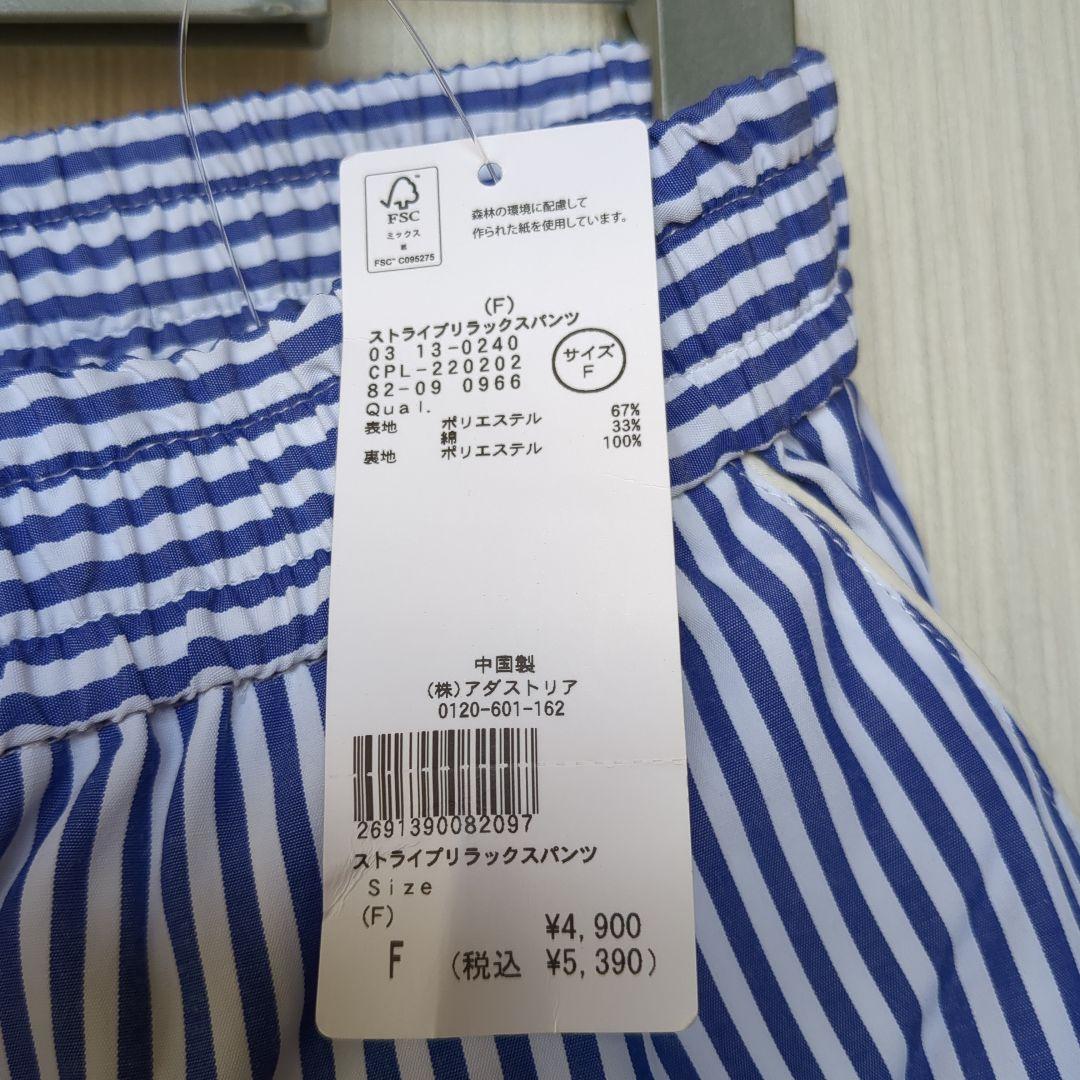 FSC
ミックス
紙
FSC™ C095275
森林の環境に配慮して
作られた紙を使用しています。
(F)
ストライプリラックスパンツ
03 13-0240
CPL-220202
82-09 0966
サイズ
F
Qual.
表地 ポリエステル 67%
綿 33%
裏地 ポリエステル 100%
中国製
(株)アダストリア
0120-601-162
2691390082097
ストライプリラックスパンツ
Size
(F)
¥4,900
F (税込 ¥5,390)